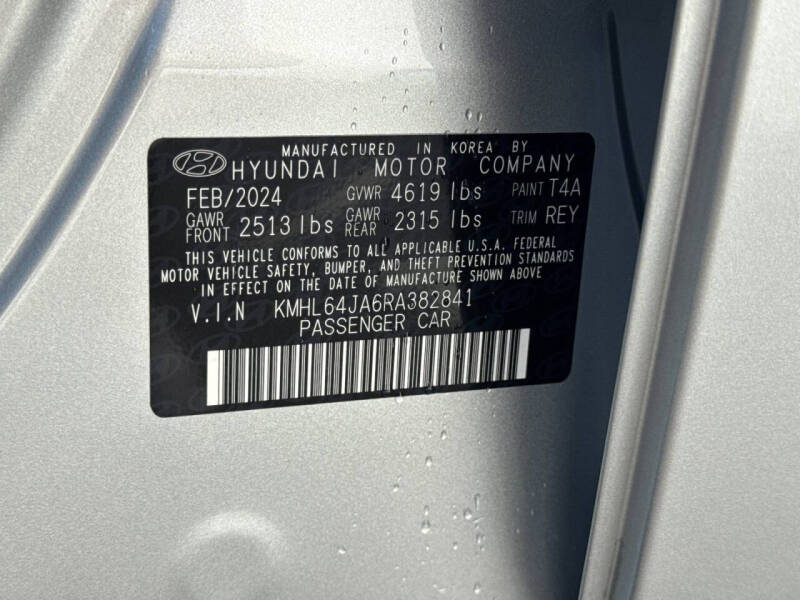 MANUFACTURED IN KOREA BY
HYUNDAI MOTOR COMPANY
FEB/2024 GVWR 4619 lbs PAINT T4A
GAWR FRONT 2513 lbs GAWR REAR 2315 lbs TRIM REY
THIS VEHICLE CONFORMS TO ALL APPLICABLE U.S.A. FEDERAL
MOTOR VEHICLE SAFETY, BUMPER, AND THEFT PREVENTION STANDARDS
IN EFFECT ON THE DATE OF MANUFACTURE SHOWN ABOVE
V.I.N KMHL64JA6RA382841
PASSENGER CAR